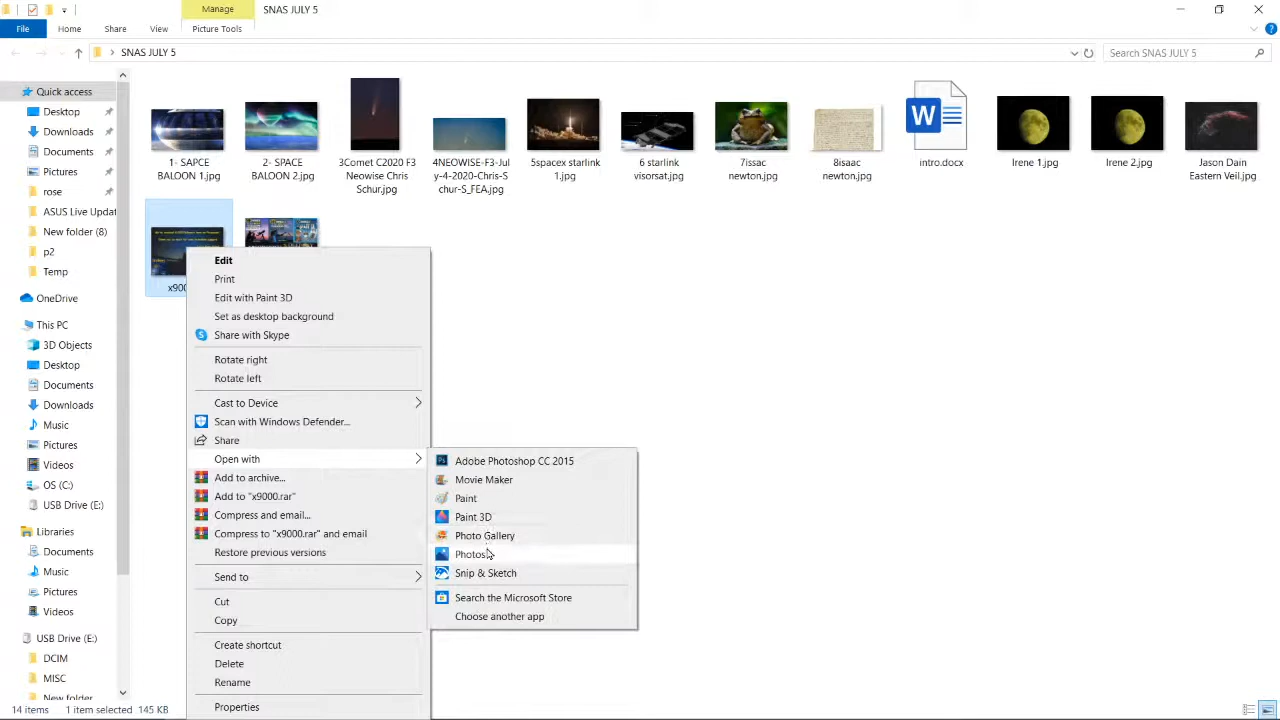 Manage
SNAS JULY 5
File
Home
Share
View
Picture Tools
SNAS JULY 5
Search SNAS JULY 5
Quick access
Desktop
Downloads
Documents
Pictures
rose
ASUS Live Updat
New folder (8)
p2
Temp
OneDrive
This PC
3D Objects
Desktop
Documents
Downloads
Music
Pictures
Videos
OS (C:)
USB Drive (E:)
Libraries
Documents
Music
Pictures
Videos
USB Drive (E:)
DCIM
MISC
New folder
1- SAPCE
BALOON 1.jpg
2- SPACE
BALOON 2.jpg
3Comet C2020 F3
Neowise Chris
Schur.jpg
4NEOWISE-F3-Jul
y-4-2020-Chris-S
chur-S_FEA.jpg
5spacex starlink
1.jpg
6 starlink
visorsat.jpg
7issac
newton.jpg
8isaac
newton.jpg
W
intro.docx
Irene 1.jpg
Irene 2.jpg
Jason Dain
Eastern Veil.jpg
x900
Edit
Print
Edit with Paint 3D
Set as desktop background
Share with Skype
Rotate right
Rotate left
Cast to Device
Scan with Windows Defender...
Share
Open with
Add to archive...
Add to "x9000.rar"
Compress and email...
Compress to "x9000.rar" and email
Restore previous versions
Send to
Cut
Copy
Create shortcut
Delete
Rename
Properties
Ps Adobe Photoshop CC 2015
Movie Maker
Paint
Paint 3D
Photo Gallery
Photos
Snip & Sketch
Search the Microsoft Store
Choose another app
14 items
1 item selected 145 KB